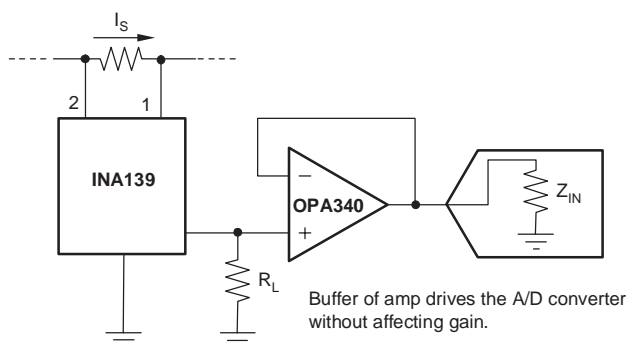 I_S
2
1
INA139
−
OPA340
+
Z_IN
R_L
Buffer of amp drives the A/D converter
without affecting gain.